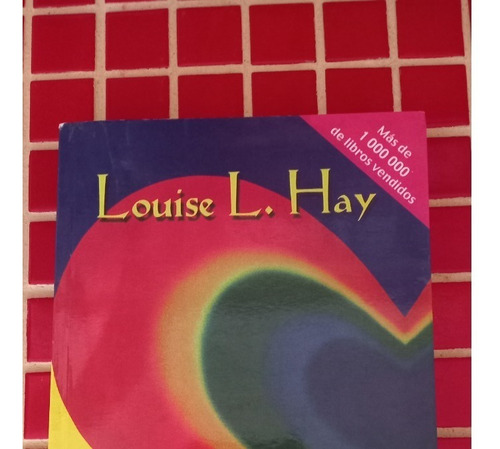 Más de
1 000 000
de libros vendidos
Louise L. Hay